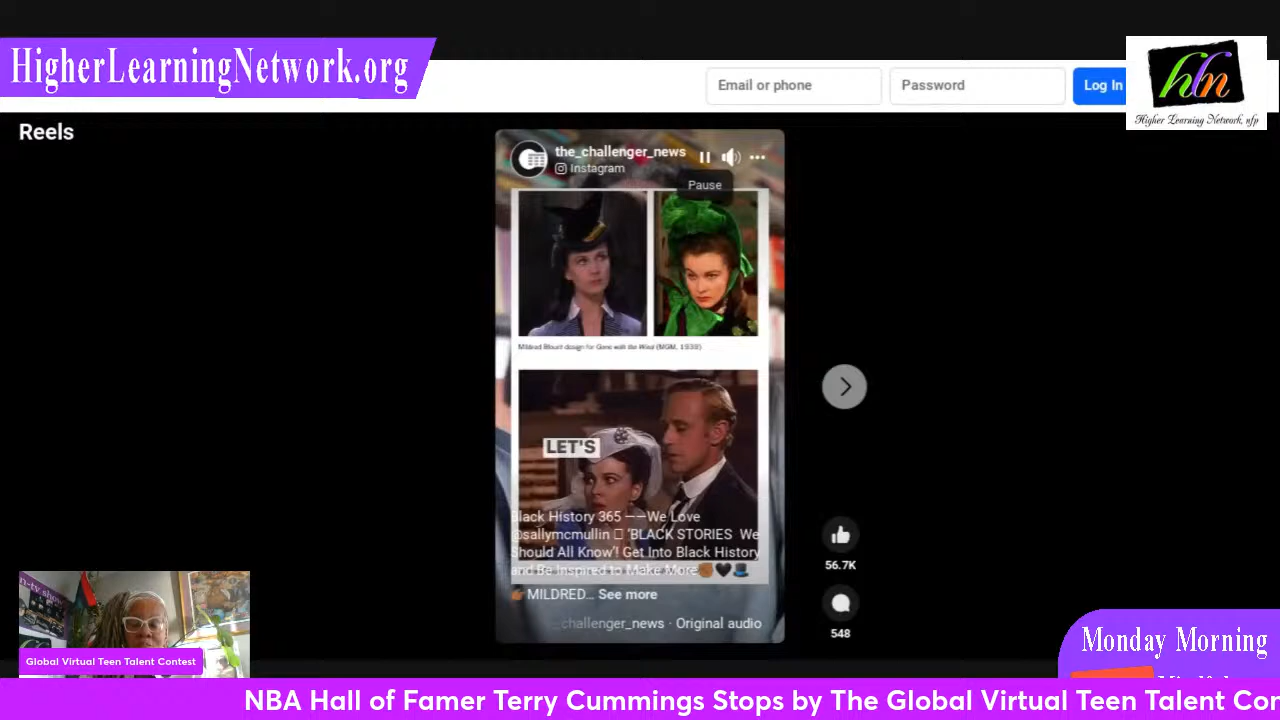 HigherLearningNetwork.org
Email or phone
Password
Log In
hln
Higher Learning Network, nfp
Reels
the_challenger_news
Instagram
Pause
Mildred Blount design for Gone with the Wind (MGM, 1939)
LET'S
Black History 365 ——We Love
@sallymcmullin 'BLACK STORIES We
Should All Know'! Get Into Black History
and Be Inspired to Make More
MILDRED... See more
challenger_news · Original audio
56.7K
548
Global Virtual Teen Talent Contest
Monday Morning
NBA Hall of Famer Terry Cummings Stops by The Global Virtual Teen Talent Con